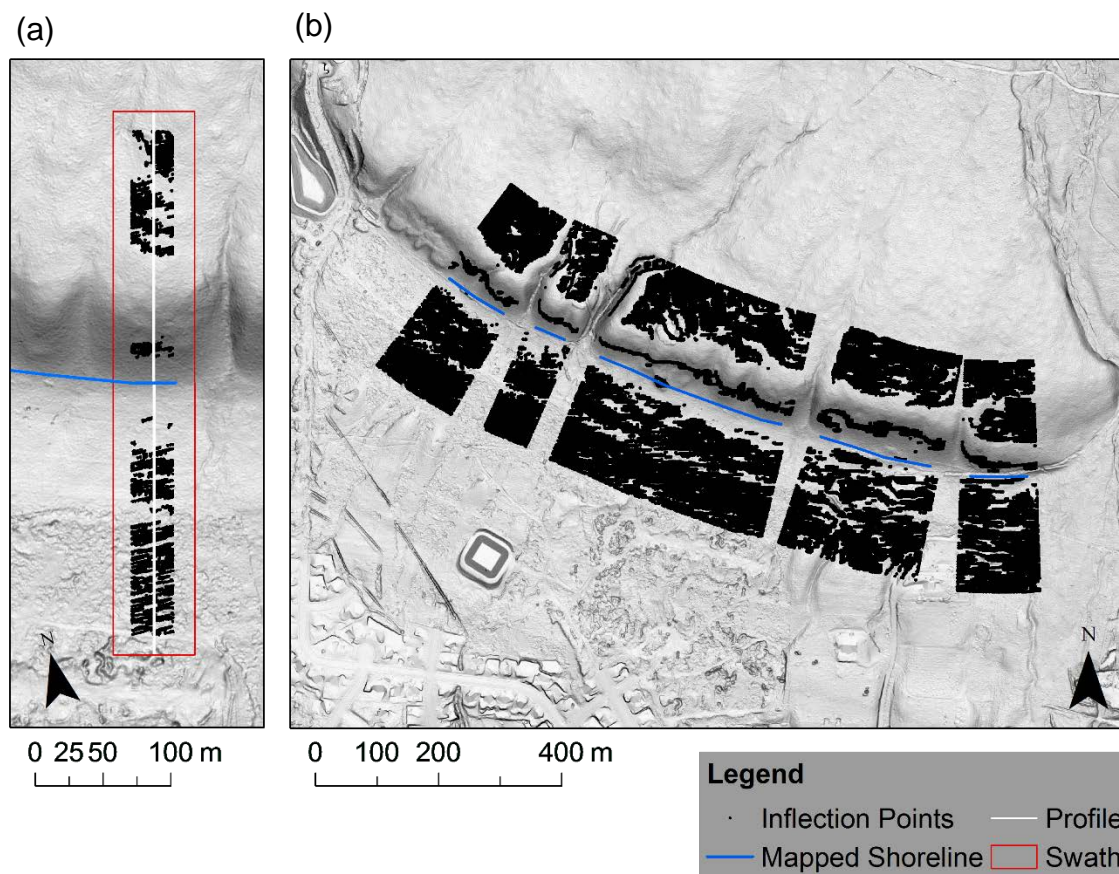 (a)
(b)
N
N
0 25 50 100 m
0 100 200 400 m
Legend
Inflection Points
Profile
Mapped Shoreline
Swath